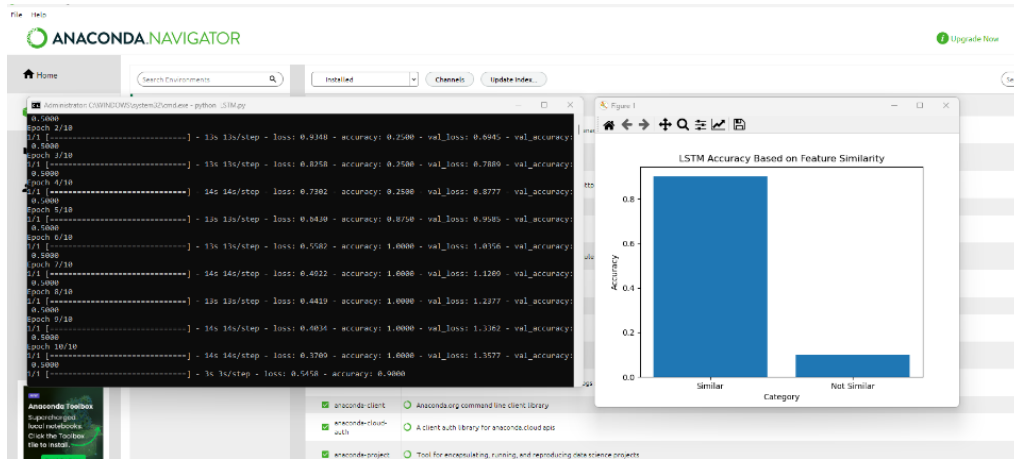 File Help
ANACONDA.NAVIGATOR
Upgrade Now
Home
Search Environments
Installed
Channels
Update index...
Administrator: C:\WINDOWS\system32\cmd.exe - python LSTM.py
0.5000
Epoch 2/10
1/1 [==============================] - 13s 13s/step - loss: 0.9348 - accuracy: 0.2500 - val_loss: 0.6945 - val_accuracy:
0.5000
Epoch 3/10
1/1 [==============================] - 13s 13s/step - loss: 0.8258 - accuracy: 0.2500 - val_loss: 0.7889 - val_accuracy:
0.5000
Epoch 4/10
1/1 [==============================] - 14s 14s/step - loss: 0.7302 - accuracy: 0.2500 - val_loss: 0.8777 - val_accuracy:
0.5000
Epoch 5/10
1/1 [==============================] - 13s 13s/step - loss: 0.6430 - accuracy: 0.8750 - val_loss: 0.9585 - val_accuracy:
0.5000
Epoch 6/10
1/1 [==============================] - 13s 13s/step - loss: 0.5582 - accuracy: 1.0000 - val_loss: 1.0356 - val_accuracy:
0.5000
Epoch 7/10
1/1 [==============================] - 14s 14s/step - loss: 0.4922 - accuracy: 1.0000 - val_loss: 1.1209 - val_accuracy:
0.5000
Epoch 8/10
1/1 [==============================] - 13s 13s/step - loss: 0.4419 - accuracy: 1.0000 - val_loss: 1.2377 - val_accuracy:
0.5000
Epoch 9/10
1/1 [==============================] - 14s 14s/step - loss: 0.4034 - accuracy: 1.0000 - val_loss: 1.3362 - val_accuracy:
0.5000
Epoch 10/10
1/1 [==============================] - 14s 14s/step - loss: 0.3709 - accuracy: 1.0000 - val_loss: 1.3577 - val_accuracy:
0.5000
1/1 [==============================] - 3s 3s/step - loss: 0.5458 - accuracy: 0.9000
Figure 1
LSTM Accuracy Based on Feature Similarity
0.8
0.6
0.4
0.2
0.0
Accuracy
Similar
Not Similar
Category
Anaconda Toolbox
Supercharged
local notebooks.
Click the Toolbox
tile to install.
anaconda-client
Anaconda.org command line client library
anaconda-cloud-
auth
A client auth library for anaconda.cloud apis
anaconda-project
Tool for encapsulating, running, and reproducing data science projects